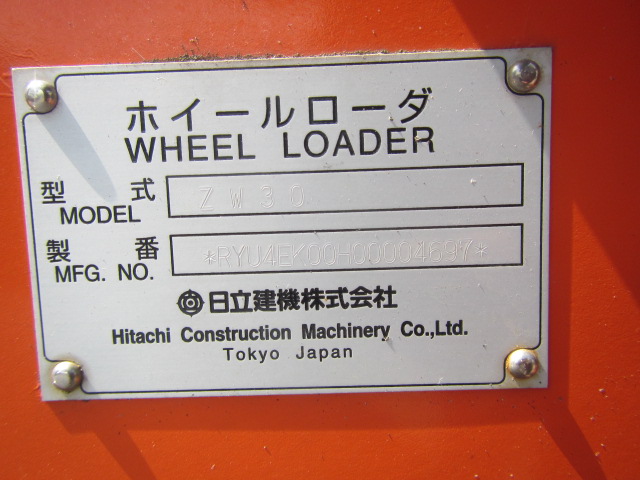 ホイールローダ
WHEEL LOADER
型式 ZW30
MODEL
製番 *RYU4EK00H00004697*
MFG. NO.
日立建機株式会社
Hitachi Construction Machinery Co.,Ltd.
Tokyo Japan